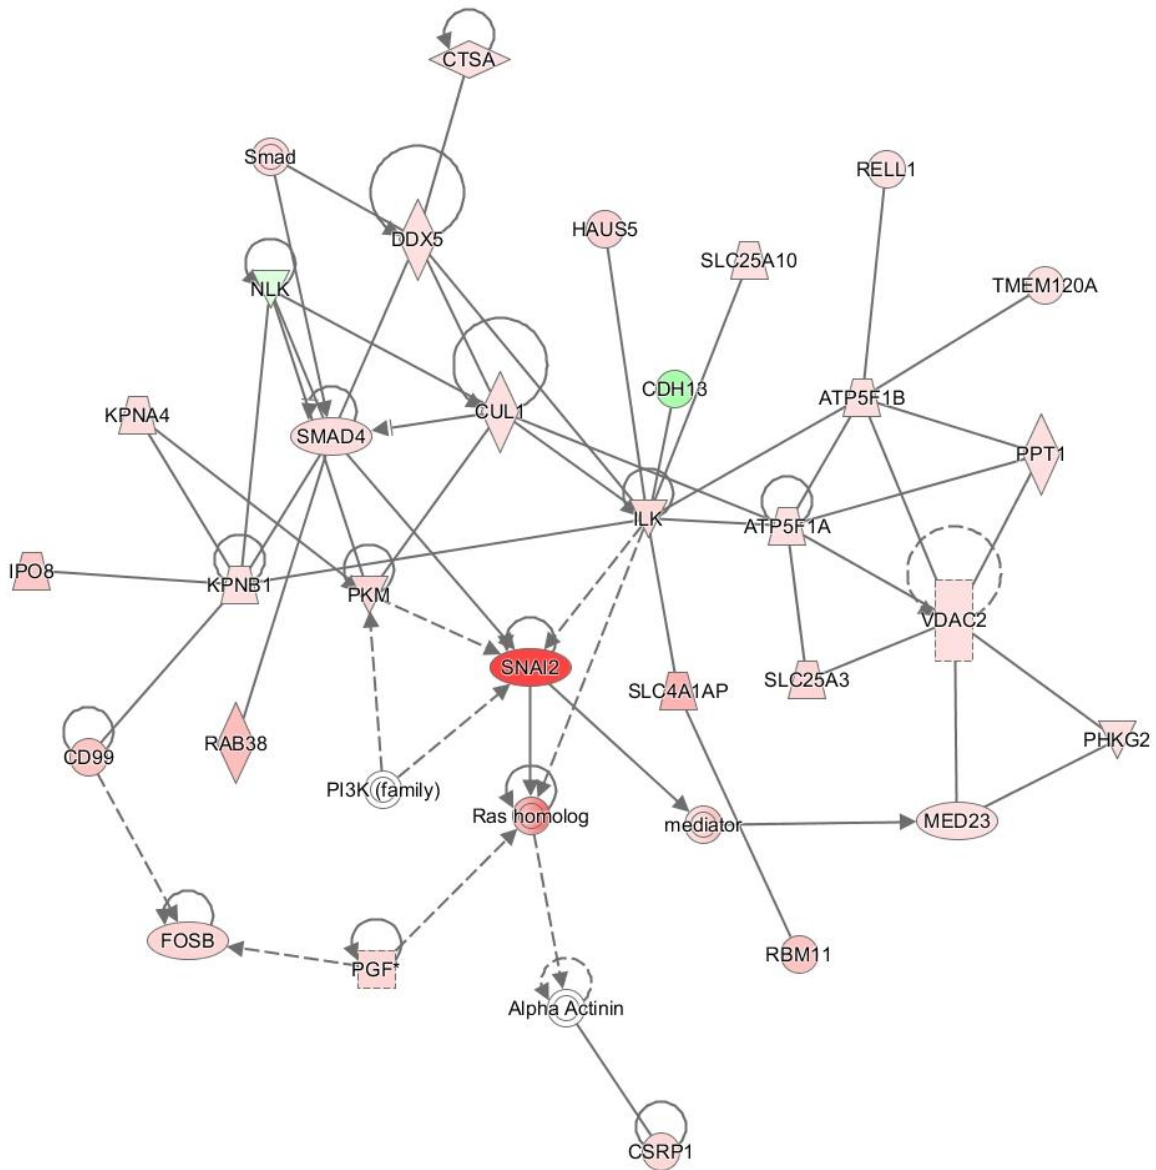 CTSA
Smad
RELL1
HAUS5
DDX5
SLC25A10
NLK
TMEM120A
CDH13
ATP5F1B
KPNA4
CUL1
SMAD4
PPT1
ILK
ATP5F1A
IPO8
KPNB1
PKM
VDAC2
SNAI2
SLC4A1AP
SLC25A3
CD99
RAB38
PHKG2
PI3K (family)
Ras homolog
mediator
MED23
FOSB
RBM11
PGF*
Alpha Actinin
CSRP1